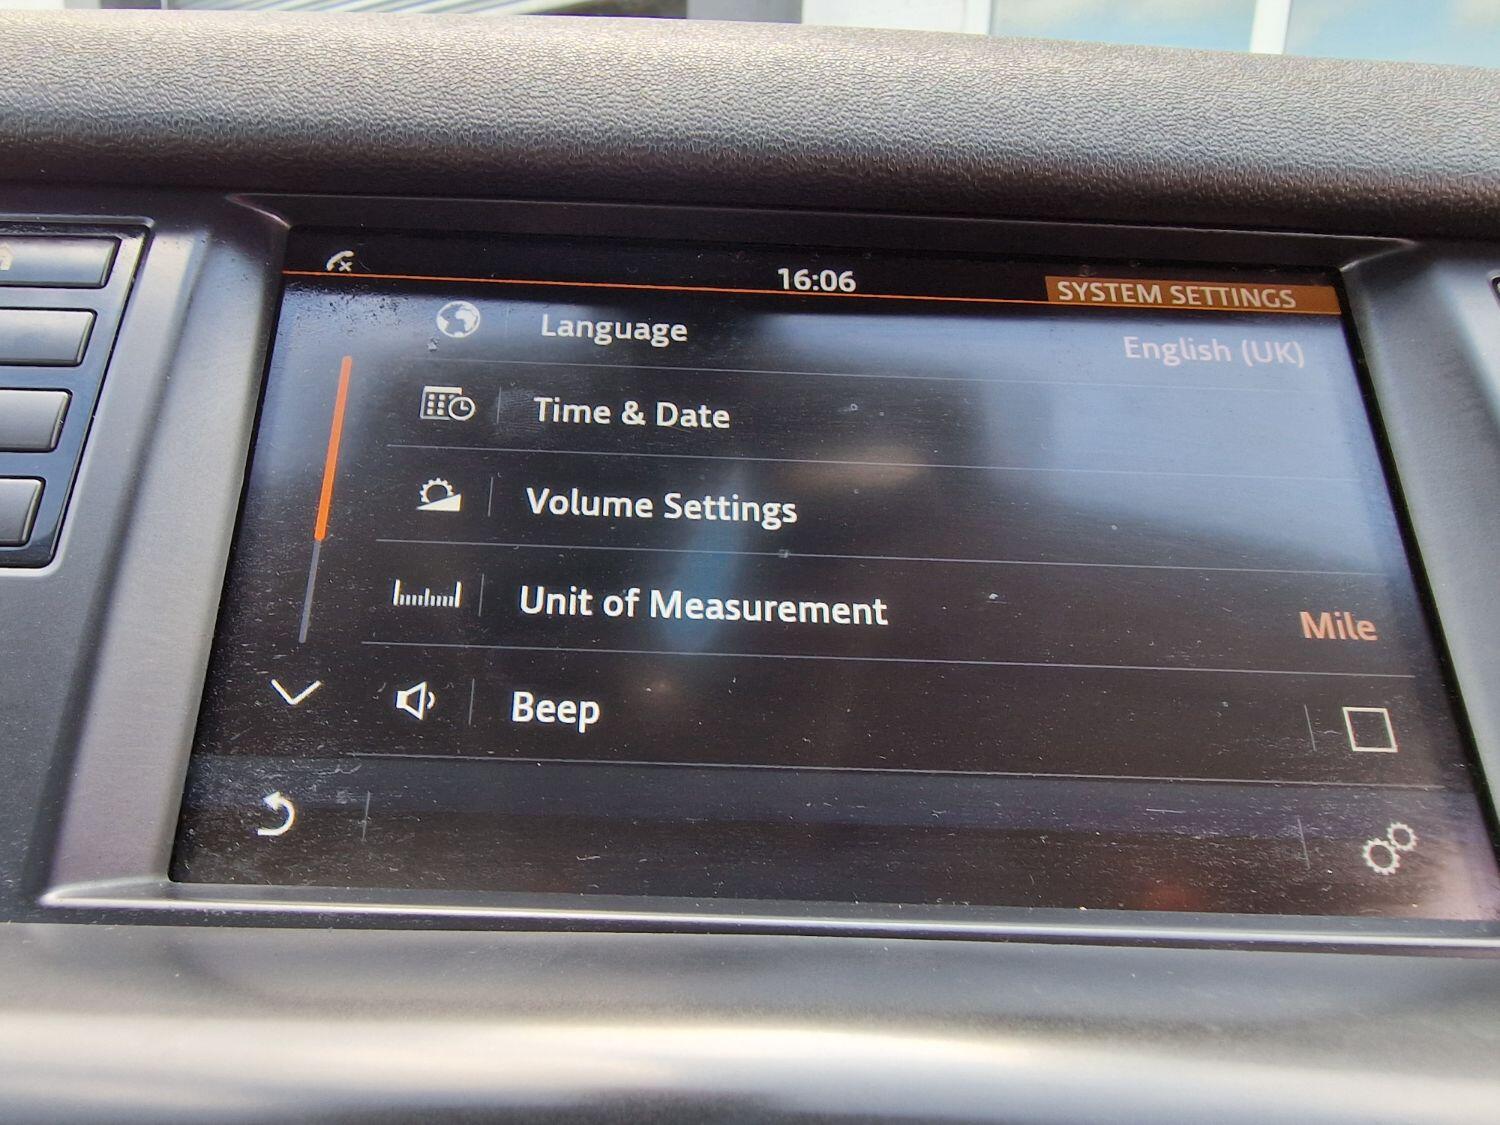 16:06
SYSTEM SETTINGS
Language
English (UK)
Time & Date
Volume Settings
Unit of Measurement
Mile
Beep